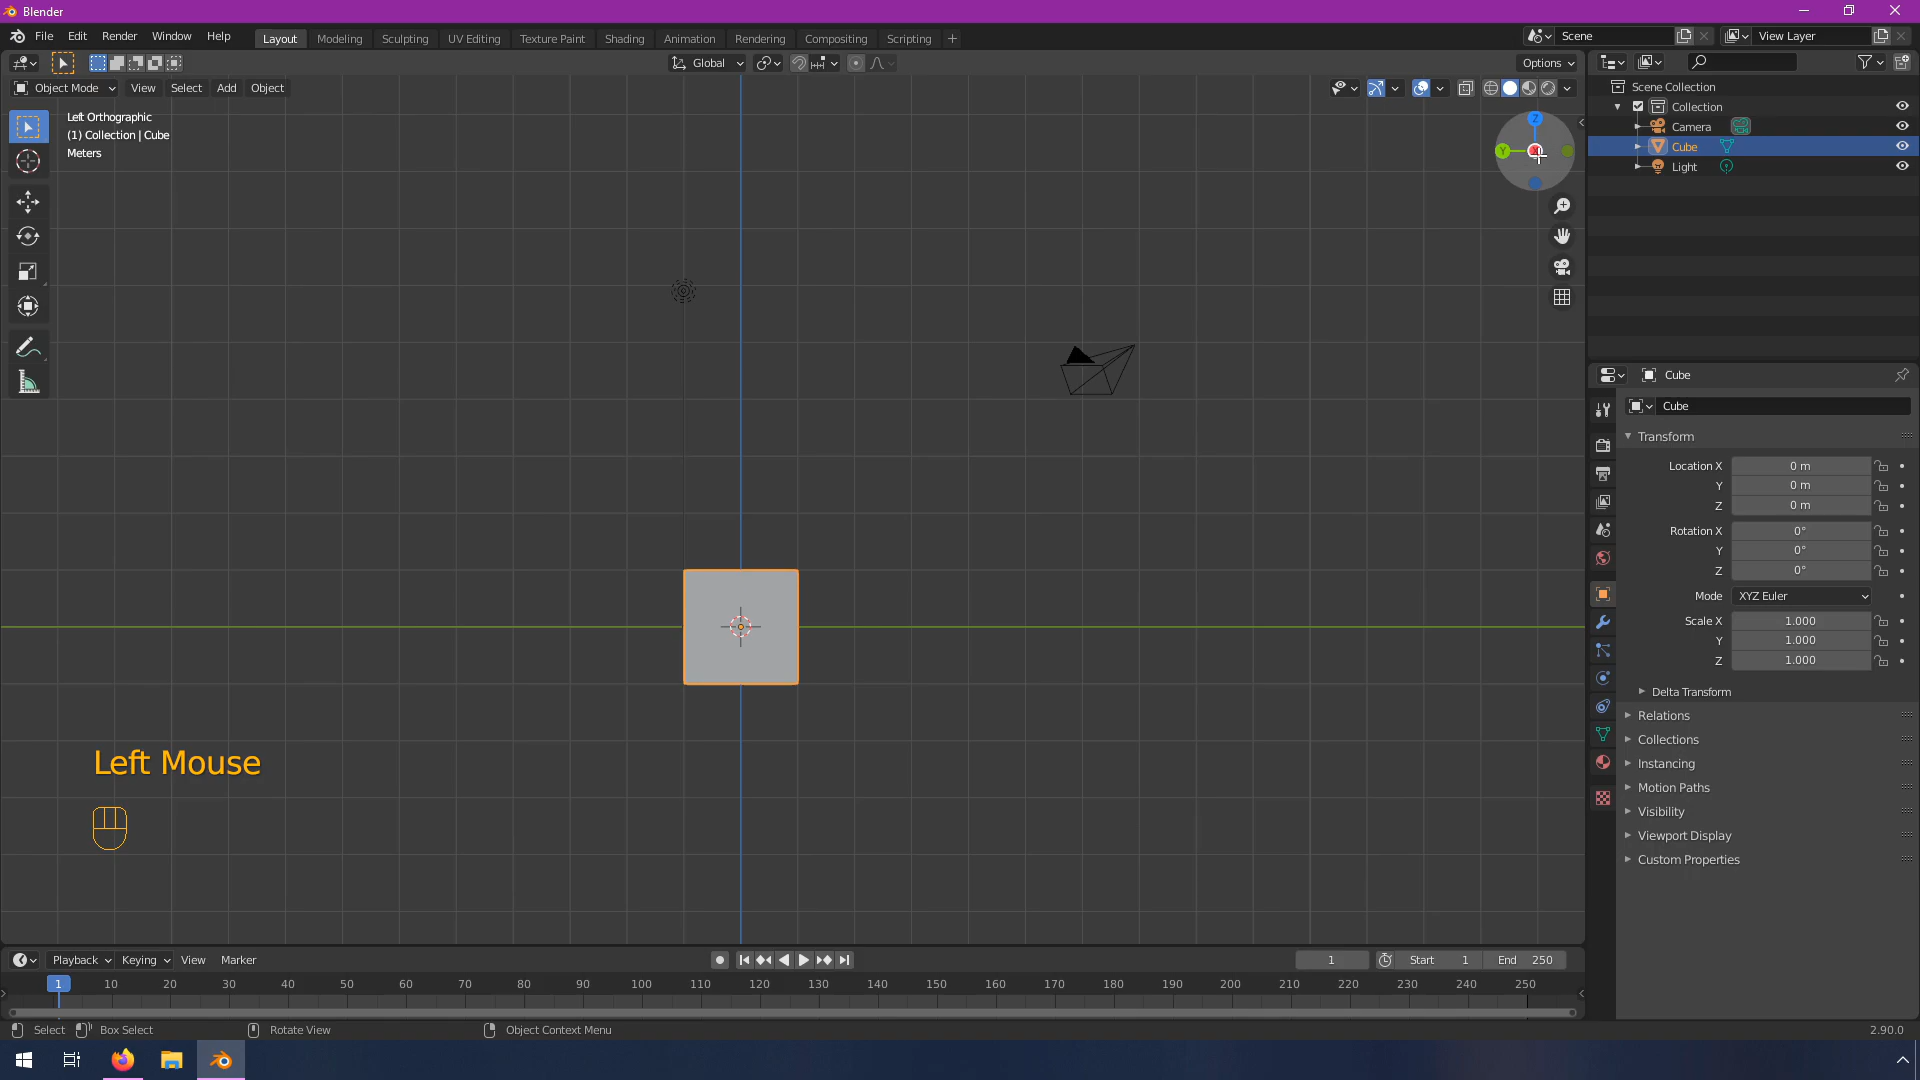 Blender
File Edit Render Window Help
Layout Modeling Sculpting UV Editing Texture Paint Shading Animation Rendering Compositing Scripting +
Scene
View Layer
Global
Options
Object Mode View Select Add Object
Left Orthographic
(1) Collection | Cube
Meters
Z
Y
X
Scene Collection
Collection
Camera
Cube
Light
Cube
Cube
Transform
Location X 0 m
Y 0 m
Z 0 m
Rotation X 0°
Y 0°
Z 0°
Mode XYZ Euler
Scale X 1.000
Y 1.000
Z 1.000
Delta Transform
Relations
Collections
Instancing
Motion Paths
Visibility
Viewport Display
Custom Properties
Left Mouse
Playback Keying View Marker
1
Start 1
End 250
1 10 20 30 40 50 60 70 80 90 100 110 120 130 140 150 160 170 180 190 200 210 220 230 240 250
Select Box Select Rotate View Object Context Menu
2.90.0